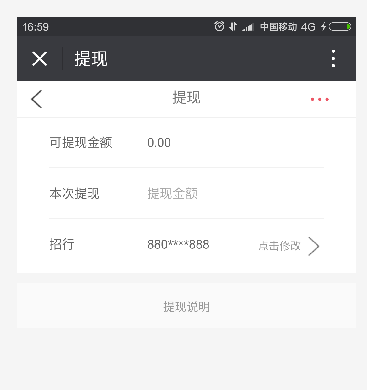 16:59 中国移动 4G
提现
提现
可提现金额 0.00
本次提现 提现金额
招行 880****888 点击修改
提现说明